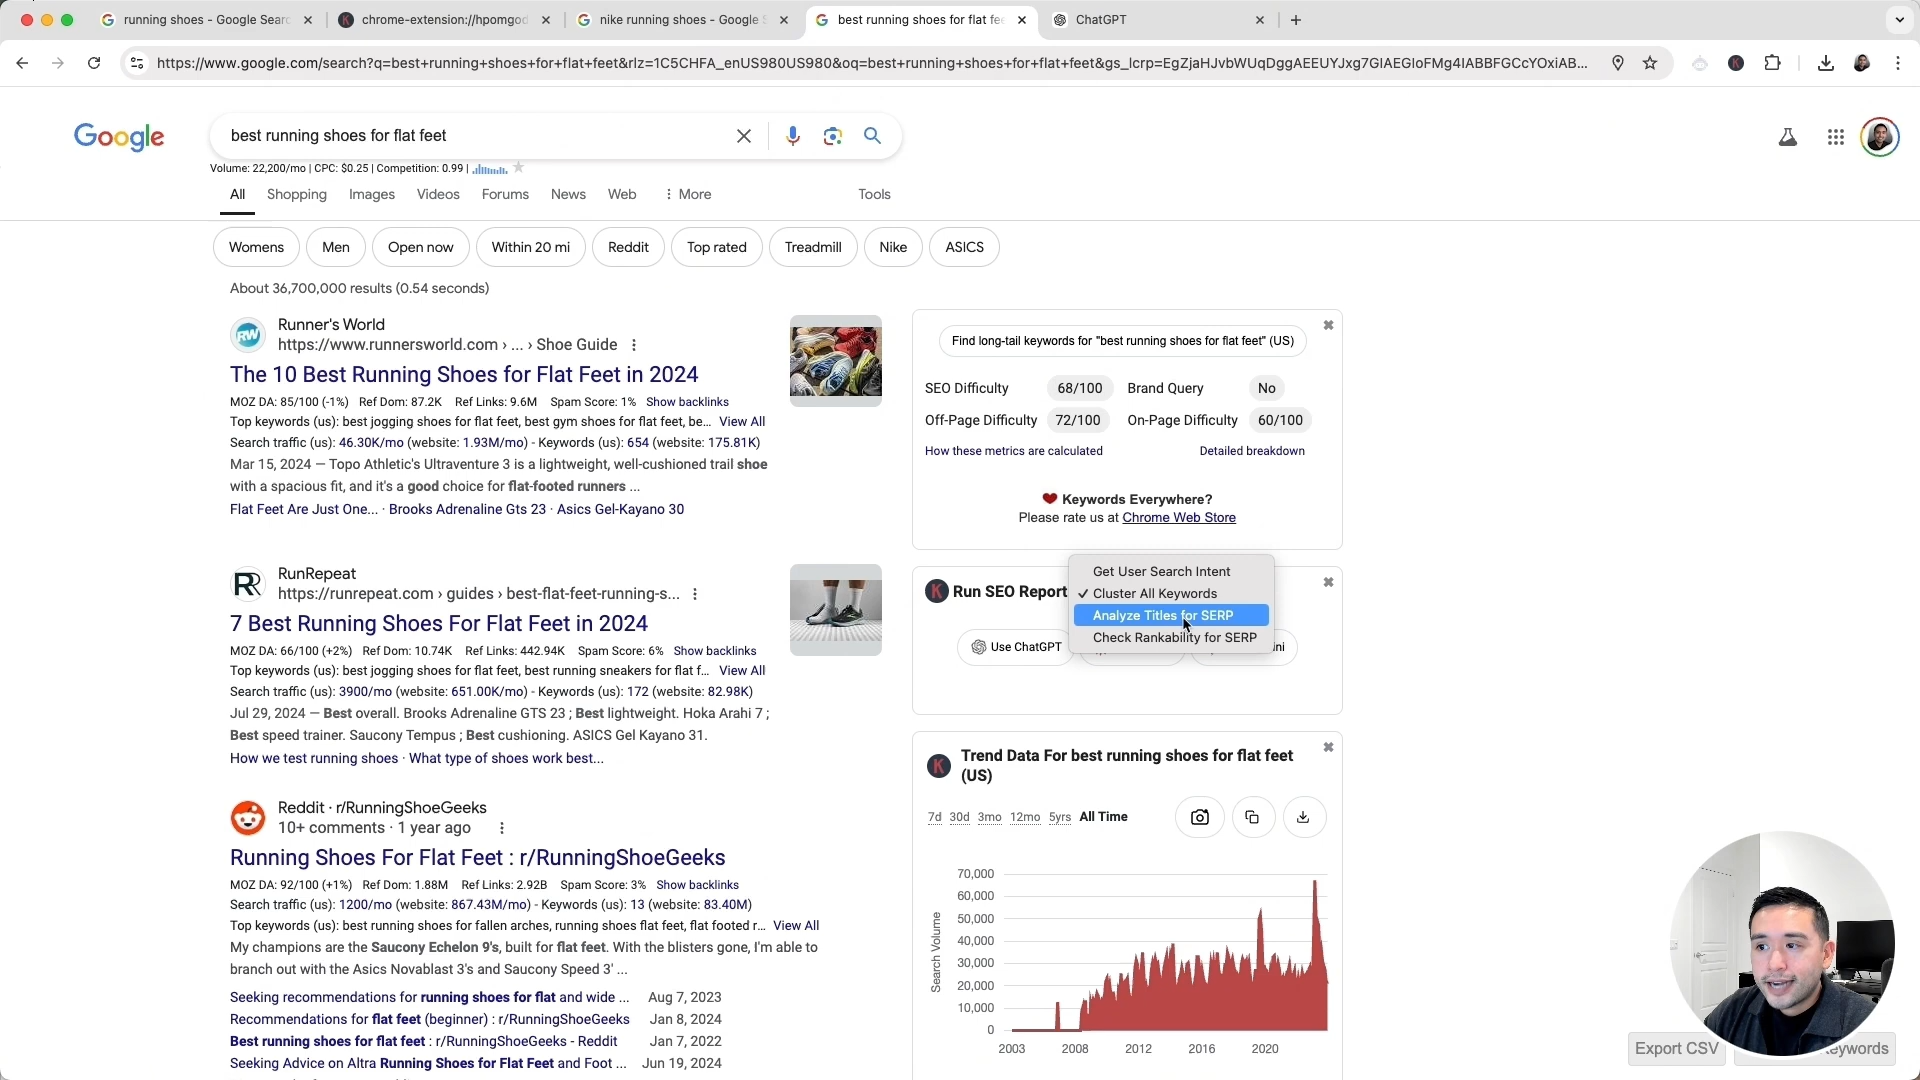 running shoes - Google Searc
chrome-extension://hpomgod
nike running shoes - Google S
best running shoes for flat fee
ChatGPT
https://www.google.com/search?q=best+running+shoes+for+flat+feet&rlz=1C5CHFA_enUS980US980&oq=best+running+shoes+for+flat+feet&gs_lcrp=EgZjaHJvbWUqDggAEEUYJxg7GIAEGIoFMg4IABBFGCcYOxiAB...
Google
best running shoes for flat feet
Volume: 22,200/mo | CPC: $0.25 | Competition: 0.99 |
All Shopping Images Videos Forums News Web More Tools
Womens Men Open now Within 20 mi Reddit Top rated Treadmill Nike ASICS
About 36,700,000 results (0.54 seconds)
RW
Runner's World
https://www.runnersworld.com › ... › Shoe Guide
The 10 Best Running Shoes for Flat Feet in 2024
MOZ DA: 85/100 (-1%) Ref Dom: 87.2K Ref Links: 9.6M Spam Score: 1% Show backlinks
Top keywords (us): best jogging shoes for flat feet, best gym shoes for flat feet, be... View All
Search traffic (us): 46.30K/mo (website: 1.93M/mo) - Keywords (us): 654 (website: 175.81K)
Mar 15, 2024 — Topo Athletic's Ultraventure 3 is a lightweight, well-cushioned trail shoe
with a spacious fit, and it's a good choice for flat-footed runners ...
Flat Feet Are Just One... · Brooks Adrenaline Gts 23 · Asics Gel-Kayano 30
RunRepeat
https://runrepeat.com › guides › best-flat-feet-running-s...
7 Best Running Shoes For Flat Feet in 2024
MOZ DA: 66/100 (+2%) Ref Dom: 10.74K Ref Links: 442.94K Spam Score: 6% Show backlinks
Top keywords (us): best jogging shoes for flat feet, best running sneakers for flat f... View All
Search traffic (us): 3900/mo (website: 651.00K/mo) - Keywords (us): 172 (website: 82.98K)
Jul 29, 2024 — Best overall. Brooks Adrenaline GTS 23 ; Best lightweight. Hoka Arahi 7 ;
Best speed trainer. Saucony Tempus ; Best cushioning. ASICS Gel Kayano 31.
How we test running shoes · What type of shoes work best...
Reddit · r/RunningShoeGeeks
10+ comments · 1 year ago
Running Shoes For Flat Feet : r/RunningShoeGeeks
MOZ DA: 92/100 (+1%) Ref Dom: 1.88M Ref Links: 2.92B Spam Score: 3% Show backlinks
Search traffic (us): 1200/mo (website: 867.43M/mo) - Keywords (us): 13 (website: 83.40M)
Top keywords (us): best running shoes for fallen arches, running shoes flat feet, flat footed r... View All
My champions are the Saucony Echelon 9's, built for flat feet. With the blisters gone, I'm able to
branch out with the Asics Novablast 3's and Saucony Speed 3' ...
Seeking recommendations for running shoes for flat and wide ... Aug 7, 2023
Recommendations for flat feet (beginner) : r/RunningShoeGeeks Jan 8, 2024
Best running shoes for flat feet : r/RunningShoeGeeks - Reddit Jan 7, 2022
Seeking Advice on Altra Running Shoes for Flat Feet and Foot ... Jun 19, 2024
Find long-tail keywords for "best running shoes for flat feet" (US)
SEO Difficulty 68/100 Brand Query No
Off-Page Difficulty 72/100 On-Page Difficulty 60/100
How these metrics are calculated Detailed breakdown
Keywords Everywhere?
Please rate us at Chrome Web Store
K Run SEO Report
Get User Search Intent
✓ Cluster All Keywords
Analyze Titles for SERP
Check Rankability for SERP
Use ChatGPT
ni
K Trend Data For best running shoes for flat feet
(US)
7d 30d 3mo 12mo 5yrs All Time
Search Volume
70,000
60,000
50,000
40,000
30,000
20,000
10,000
0
2003 2008 2012 2016 2020
Export CSV
eywords